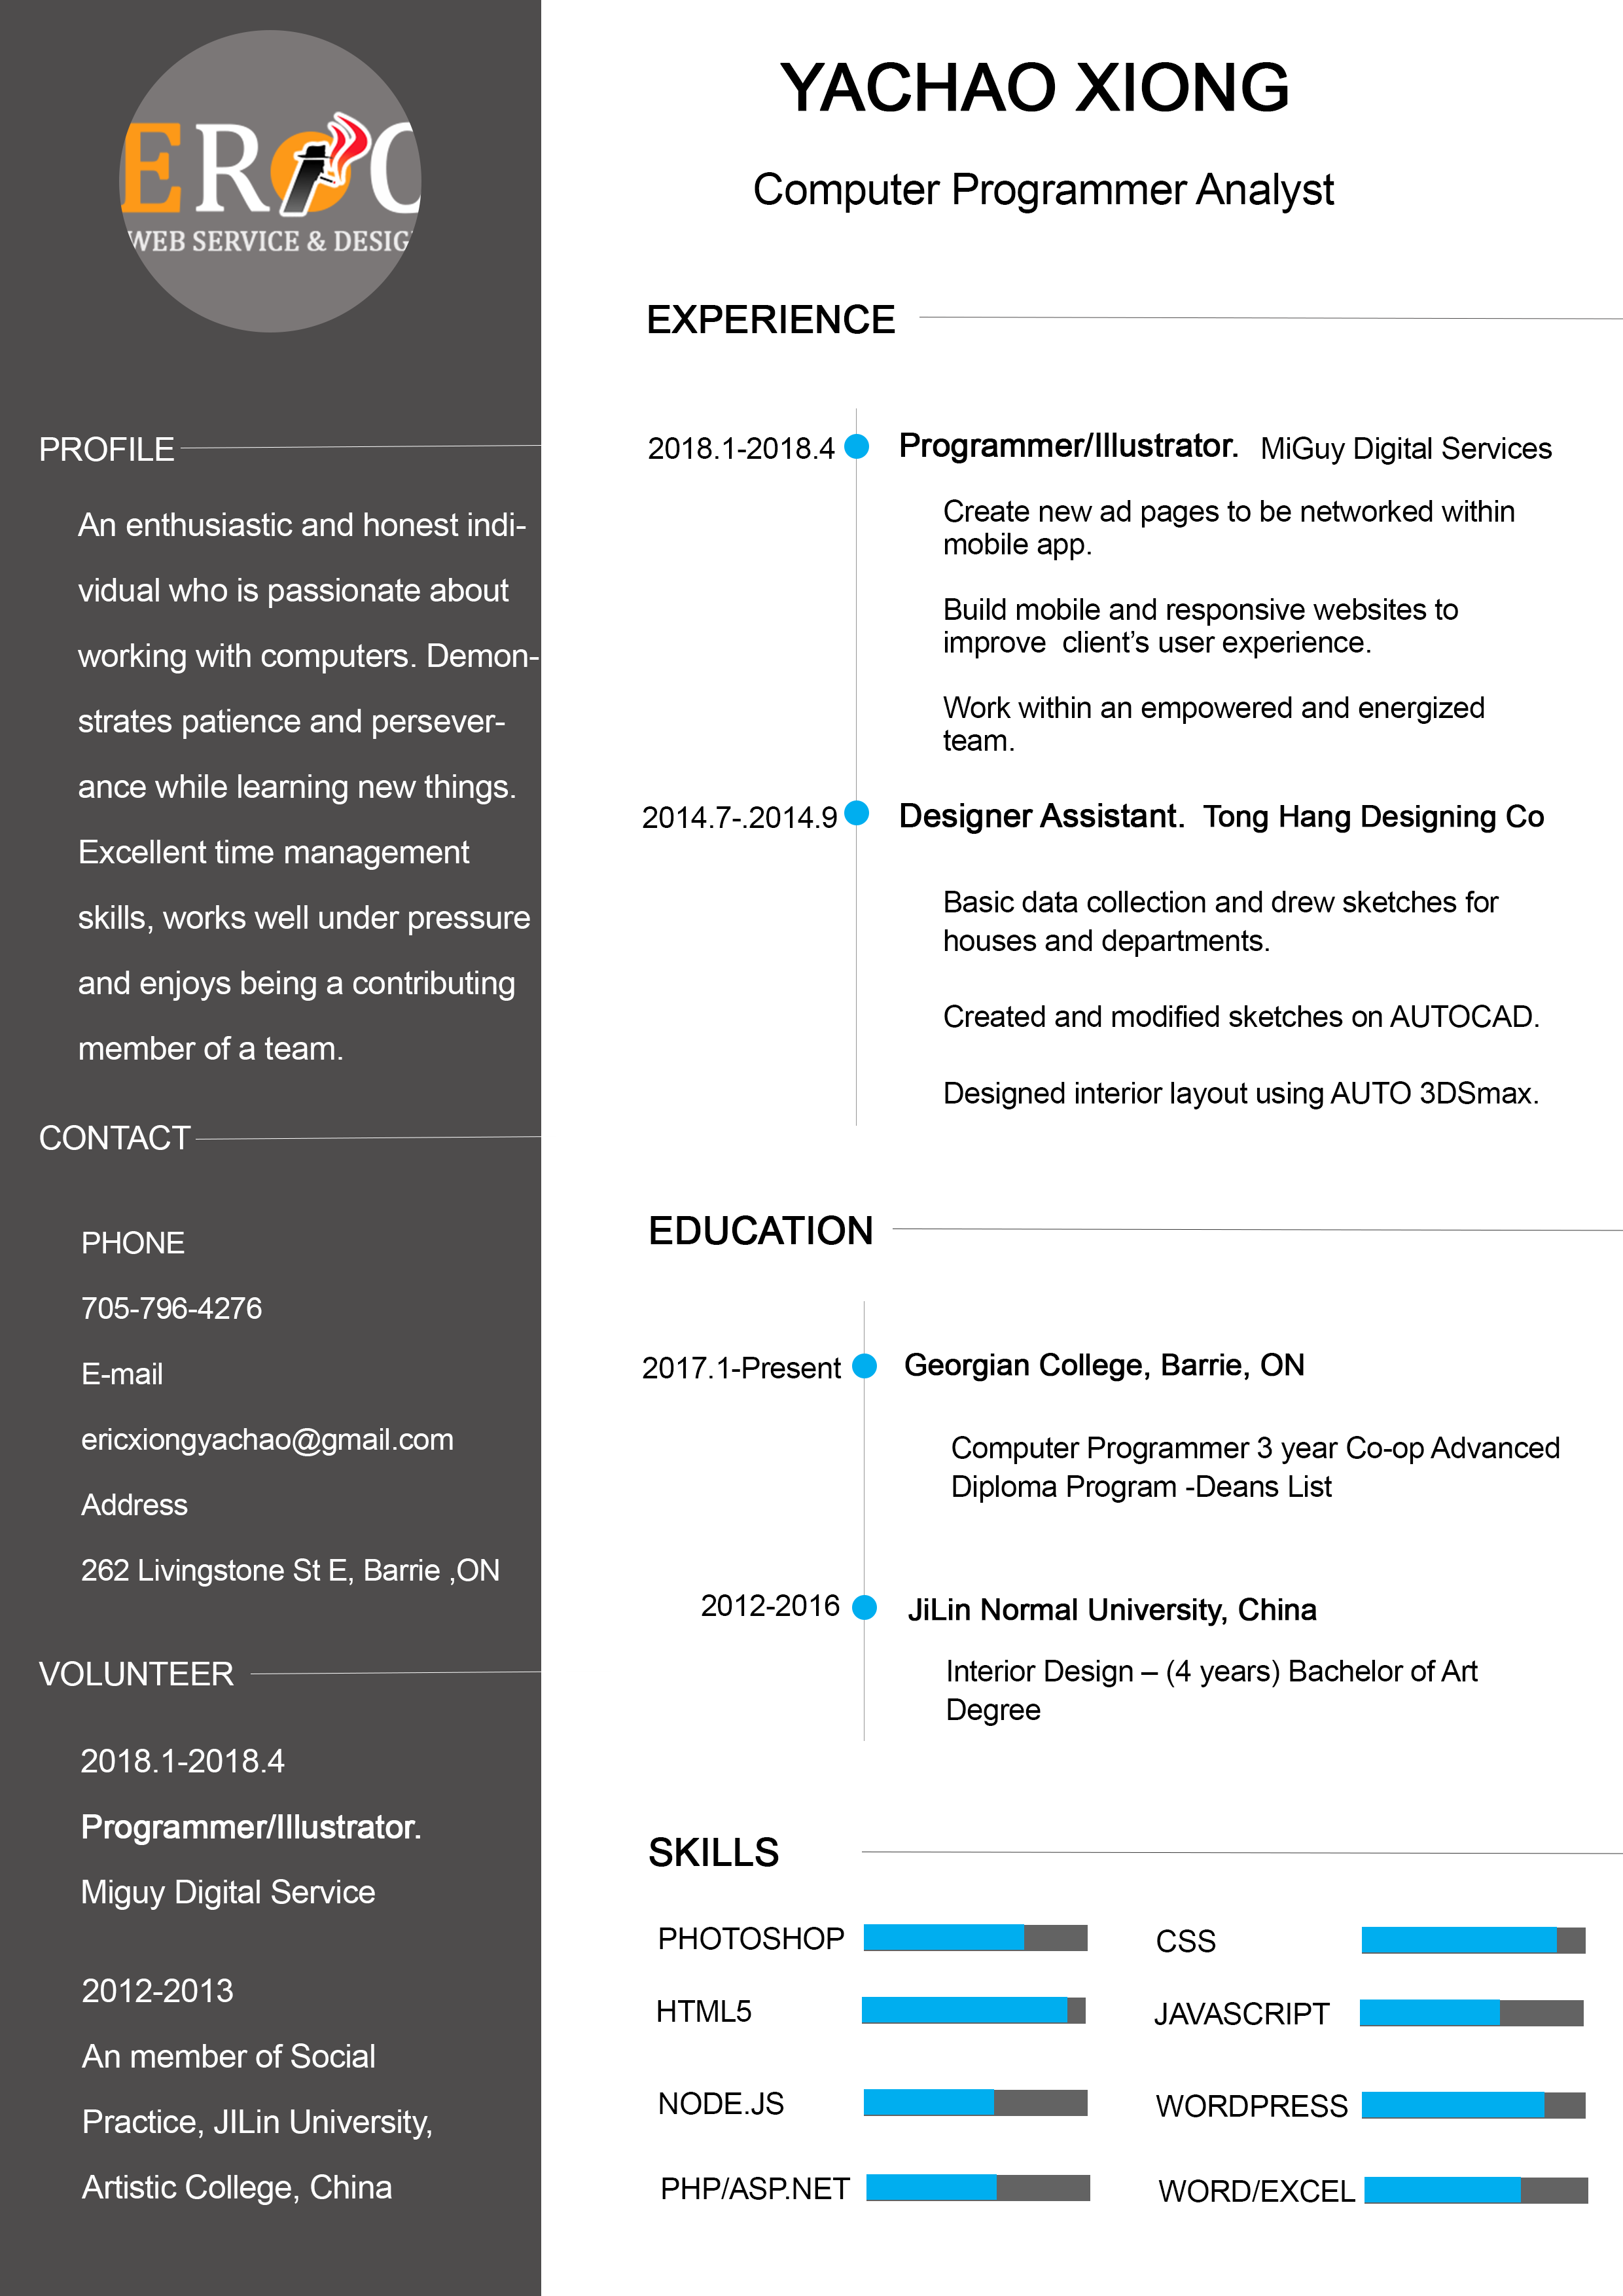 ERIC
WEB SERVICE & DESIG
PROFILE
An enthusiastic and honest indi-
vidual who is passionate about
working with computers. Demon-
strates patience and persever-
ance while learning new things.
Excellent time management
skills, works well under pressure
and enjoys being a contributing
member of a team.
CONTACT
PHONE
705-796-4276
E-mail
ericxiongyachao@gmail.com
Address
262 Livingstone St E, Barrie ,ON
VOLUNTEER
2018.1-2018.4
Programmer/Illustrator.
Miguy Digital Service
2012-2013
An member of Social
Practice, JILin University,
Artistic College, China
YACHAO XIONG
Computer Programmer Analyst
EXPERIENCE
2018.1-2018.4 Programmer/Illustrator. MiGuy Digital Services
Create new ad pages to be networked within
mobile app.
Build mobile and responsive websites to
improve  client’s user experience.
Work within an empowered and energized
team.
2014.7-.2014.9 Designer Assistant. Tong Hang Designing Co
Basic data collection and drew sketches for
houses and departments.
Created and modified sketches on AUTOCAD.
Designed interior layout using AUTO 3DSmax.
EDUCATION
2017.1-Present Georgian College, Barrie, ON
Computer Programmer 3 year Co-op Advanced
Diploma Program -Deans List
2012-2016 JiLin Normal University, China
Interior Design – (4 years) Bachelor of Art
Degree
SKILLS
PHOTOSHOP CSS
HTML5 JAVASCRIPT
NODE.JS WORDPRESS
PHP/ASP.NET WORD/EXCEL